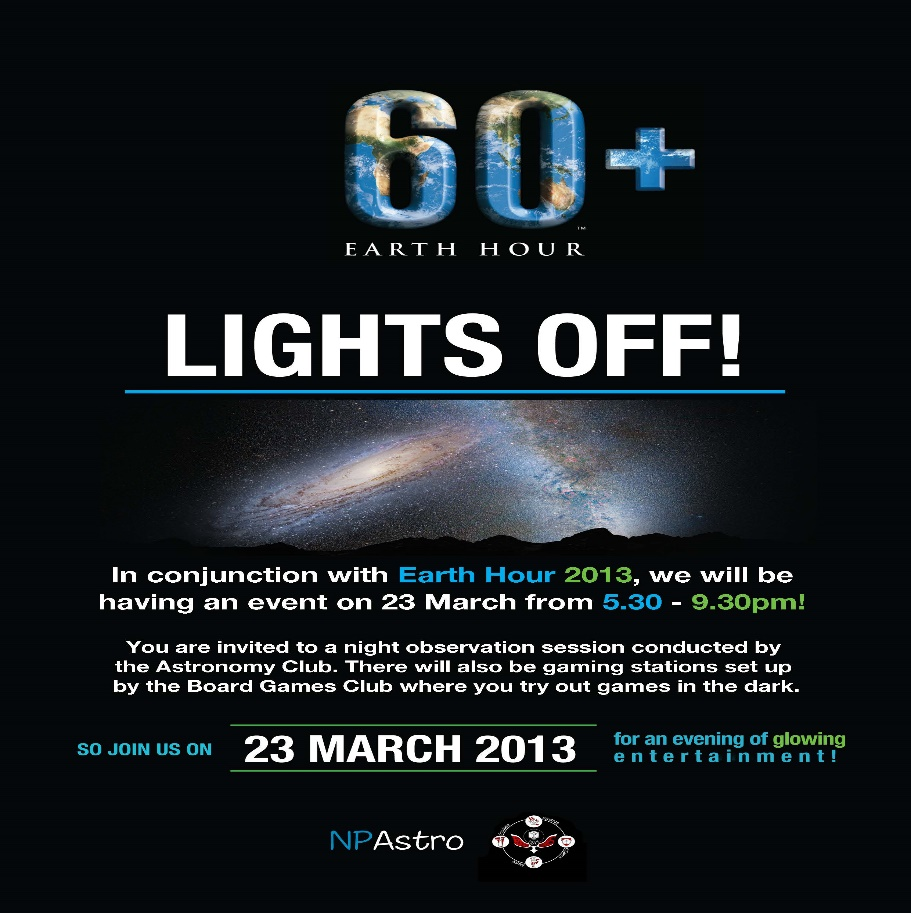 60+
™
EARTH HOUR
LIGHTS OFF!
In conjunction with Earth Hour 2013, we will be
having an event on 23 March from 5.30 - 9.30pm!
You are invited to a night observation session conducted by
the Astronomy Club. There will also be gaming stations set up
by the Board Games Club where you try out games in the dark.
SO JOIN US ON
23 MARCH 2013
for an evening of glowing
entertainment!
NPAstro